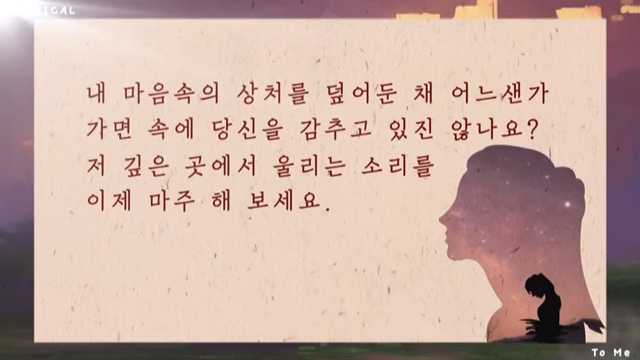 ICAL
내 마음속의 상처를 덮어둔 채 어느샌가
가면 속에 당신을 감추고 있진 않나요?
저 깊은 곳에서 울리는 소리를
이제 마주 해 보세요.
To Me